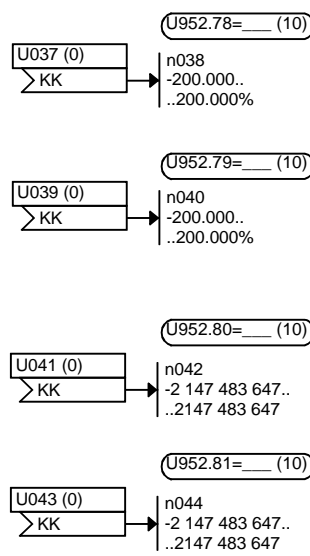 U952.78=___ (10)
U037 (0)
KK
n038
-200.000..
..200.000%
U952.79=___ (10)
U039 (0)
KK
n040
-200.000..
..200.000%
U952.80=___ (10)
U041 (0)
KK
n042
-2 147 483 647..
..2147 483 647
U952.81=___ (10)
U043 (0)
KK
n044
-2 147 483 647..
..2147 483 647